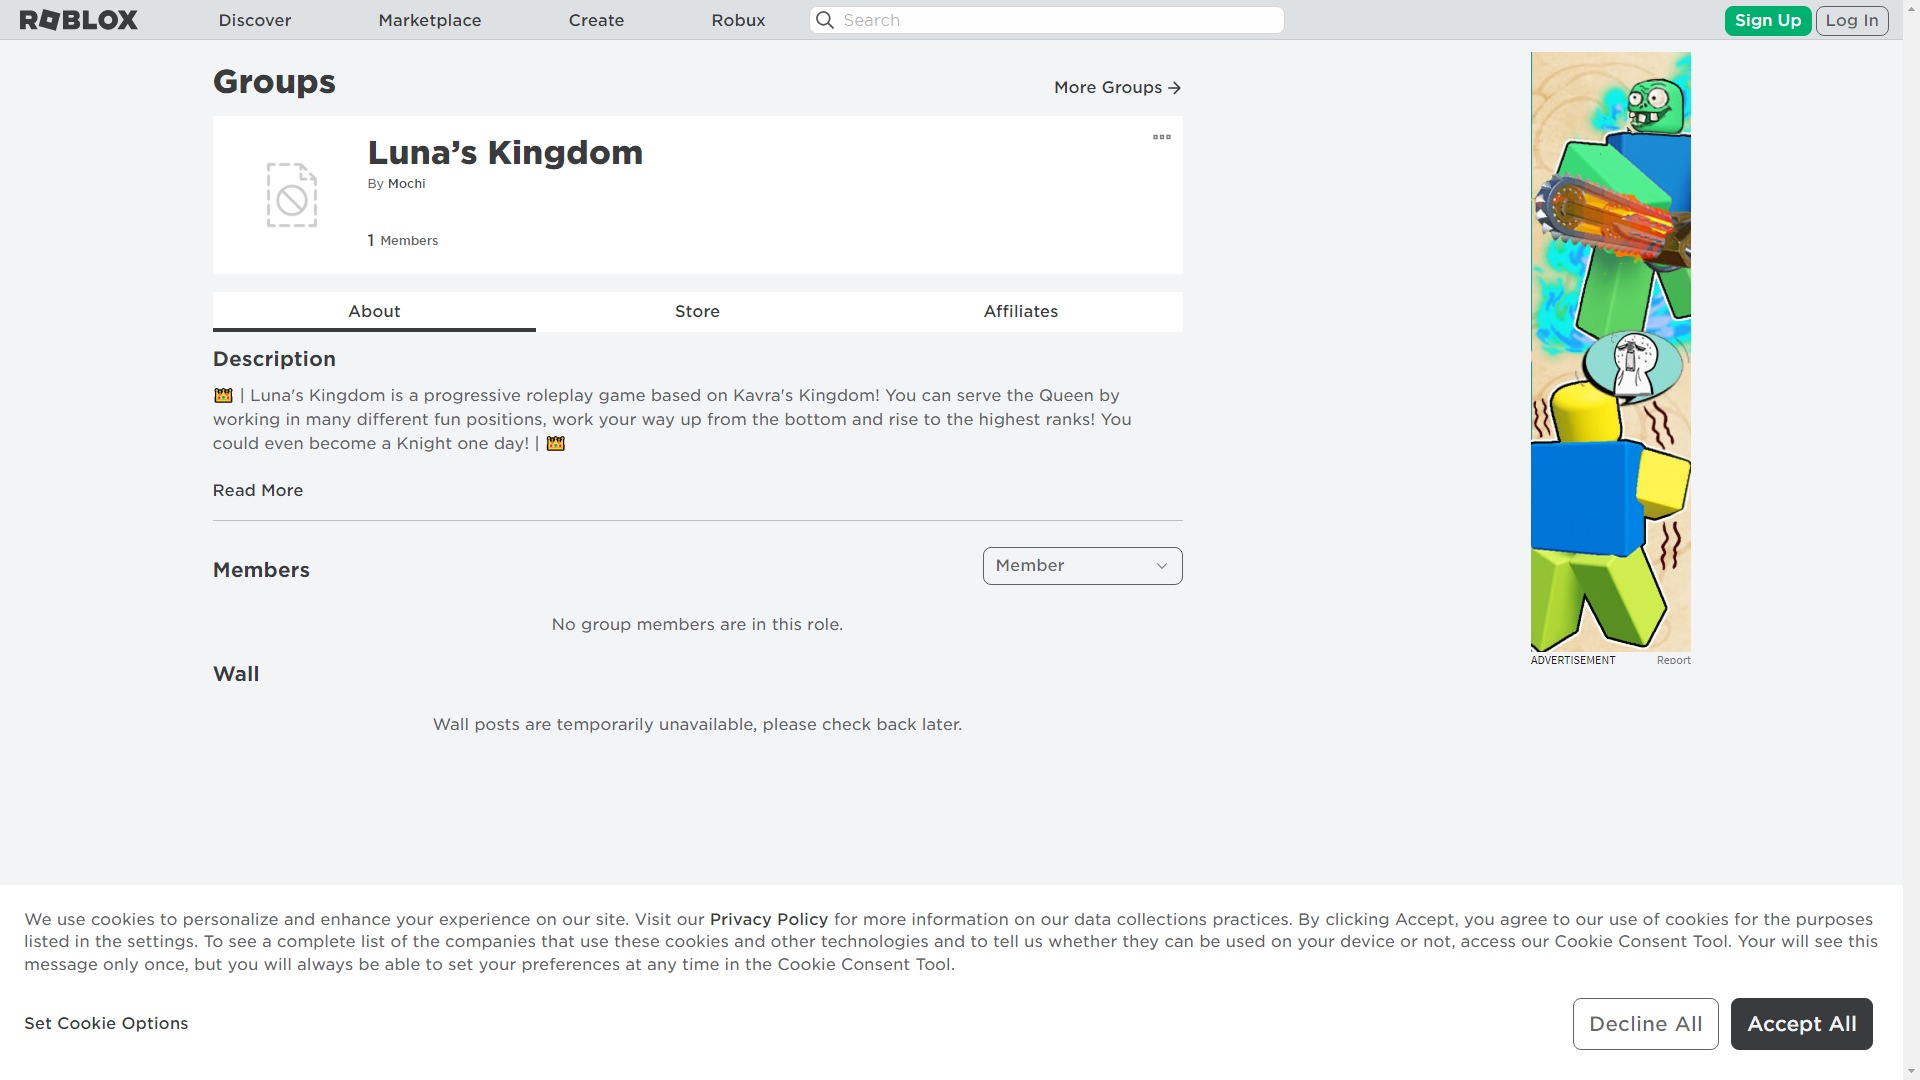 ROBLOX
Discover
Marketplace
Create
Robux
Search
Sign Up
Log In
Groups
More Groups →
Luna’s Kingdom
By Mochi
1 Members
About
Store
Affiliates
Description
👑 | Luna's Kingdom is a progressive roleplay game based on Kavra's Kingdom! You can serve the Queen by
working in many different fun positions, work your way up from the bottom and rise to the highest ranks! You
could even become a Knight one day! | 👑
Read More
Members
Member
No group members are in this role.
Wall
Wall posts are temporarily unavailable, please check back later.
ADVERTISEMENT
Report
We use cookies to personalize and enhance your experience on our site. Visit our Privacy Policy for more information on our data collections practices. By clicking Accept, you agree to our use of cookies for the purposes
listed in the settings. To see a complete list of the companies that use these cookies and other technologies and to tell us whether they can be used on your device or not, access our Cookie Consent Tool. Your will see this
message only once, but you will always be able to set your preferences at any time in the Cookie Consent Tool.
Set Cookie Options
Decline All
Accept All